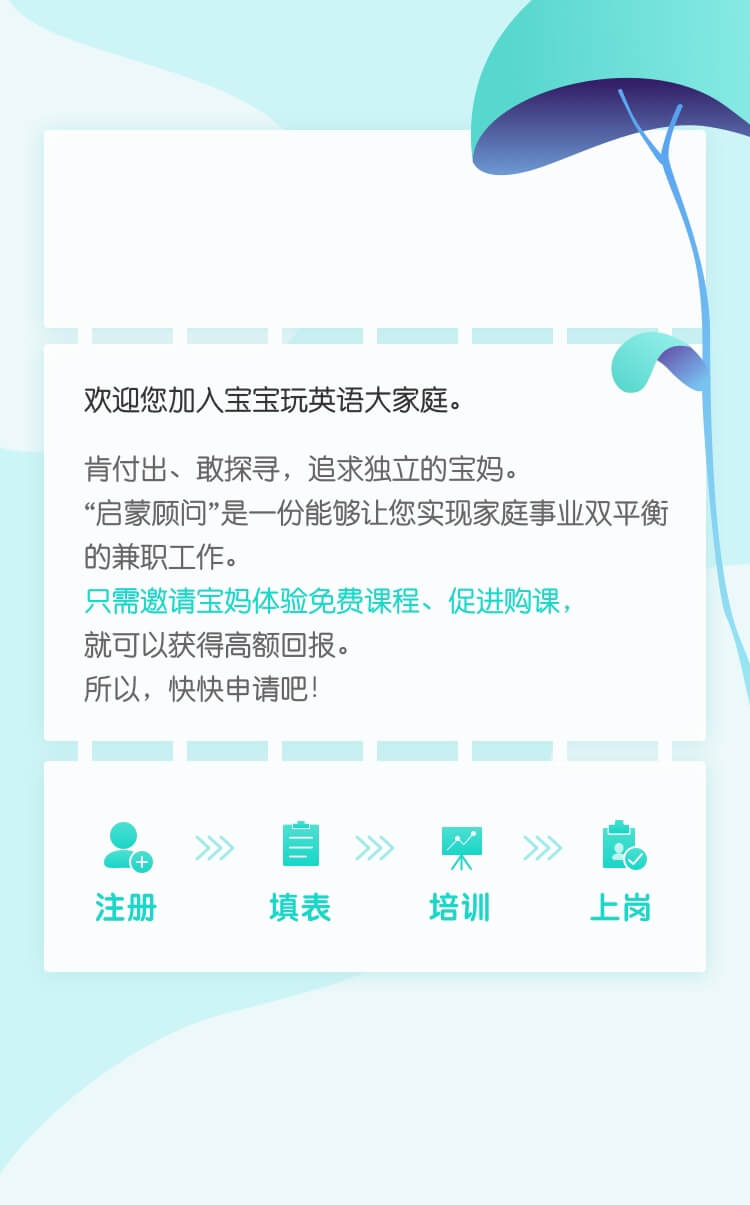 欢迎您加入宝宝玩英语大家庭。
肯付出、敢探寻，追求独立的宝妈。
“启蒙顾问”是一份能够让您实现家庭事业双平衡
的兼职工作。
只需邀请宝妈体验免费课程、促进购课，
就可以获得高额回报。
所以，快快申请吧！
注册
填表
培训
上岗